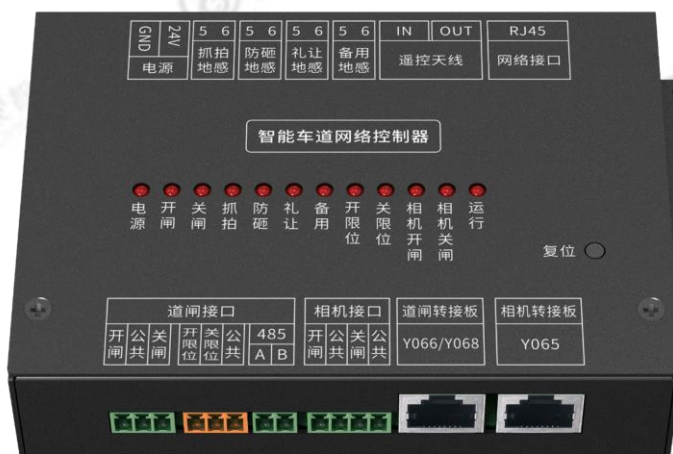 GND 24V 5 6 5 6 5 6 5 6 IN OUT RJ45
电源 抓拍地感 防砸地感 礼让地感 备用地感 遥控天线 网络接口
智能车道网络控制器
电源 开闸 关闸 抓拍 防砸 礼让 备用 开限位 关限位 相机开闸 相机关闸 运行
复位
道闸接口 相机接口 道闸转接板 相机转接板
开闸 公共 关闸 开限位 关限位 公共 485 开闸 公共 关闸 公共 Y066/Y068 Y065
A B